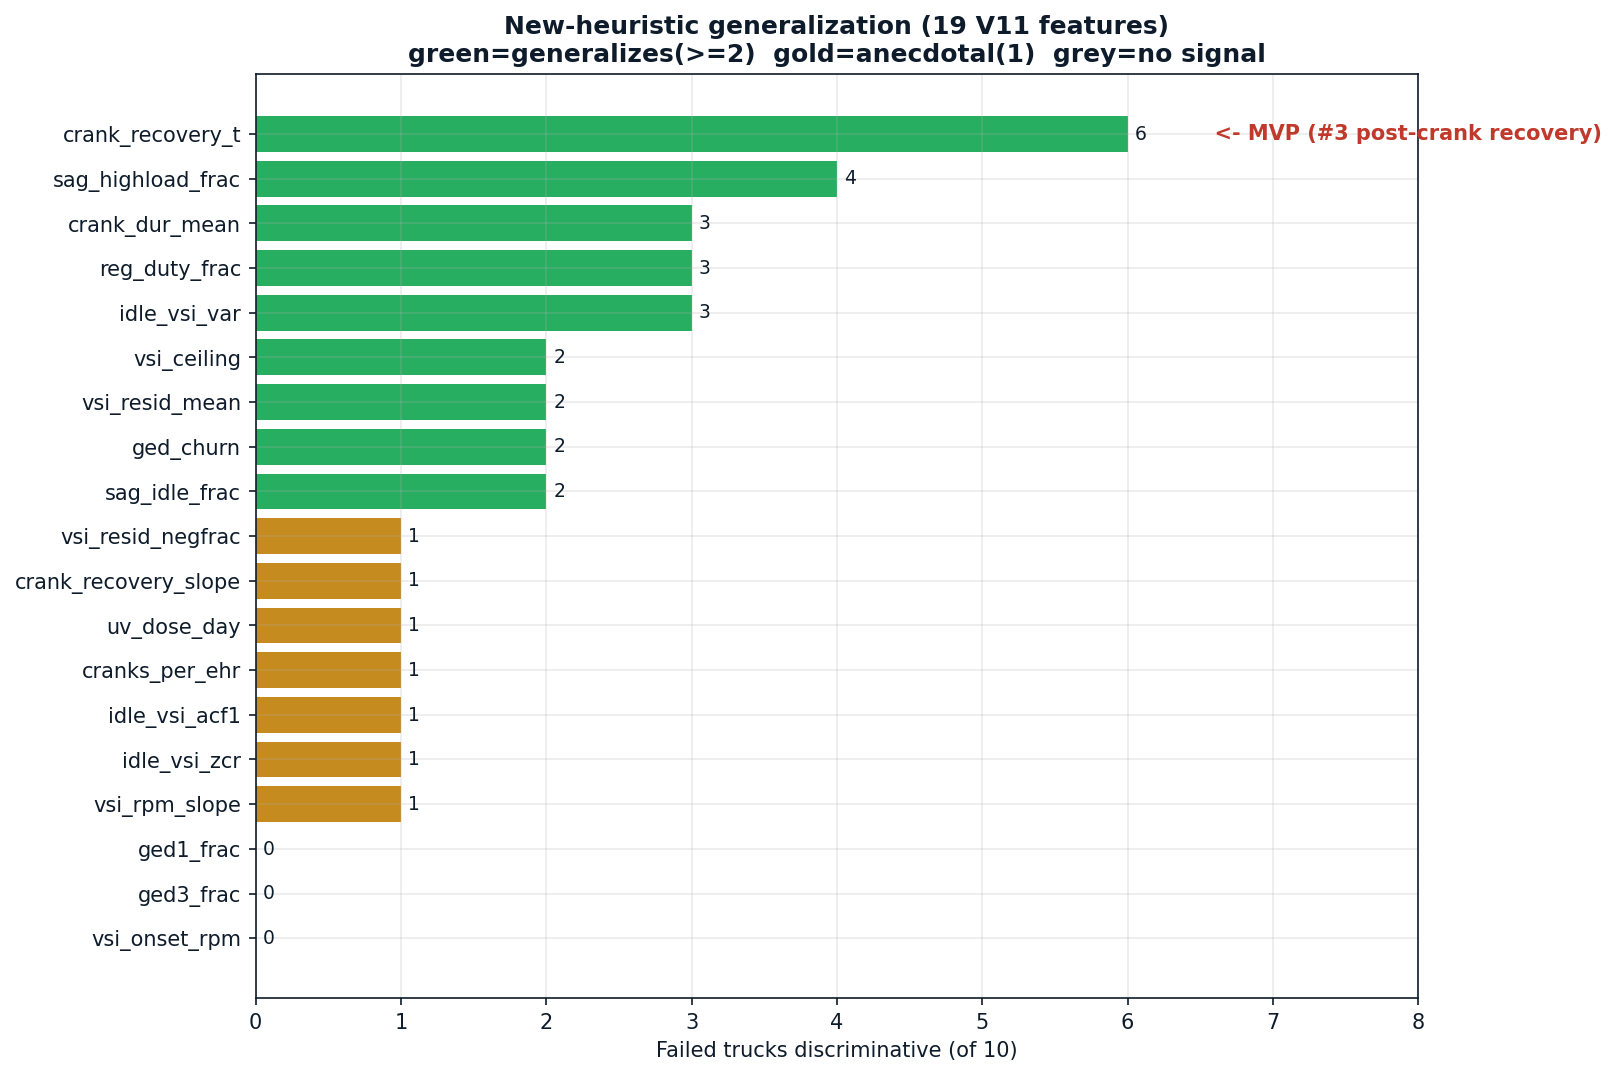 New-heuristic generalization (19 V11 features)
green=generalizes(>=2)  gold=anecdotal(1)  grey=no signal
crank_recovery_t 6 <- MVP (#3 post-crank recovery)
sag_highload_frac 4
crank_dur_mean 3
reg_duty_frac 3
idle_vsi_var 3
vsi_ceiling 2
vsi_resid_mean 2
ged_churn 2
sag_idle_frac 2
vsi_resid_negfrac 1
crank_recovery_slope 1
uv_dose_day 1
cranks_per_ehr 1
idle_vsi_acf1 1
idle_vsi_zcr 1
vsi_rpm_slope 1
ged1_frac 0
ged3_frac 0
vsi_onset_rpm 0
0 1 2 3 4 5 6 7 8
Failed trucks discriminative (of 10)